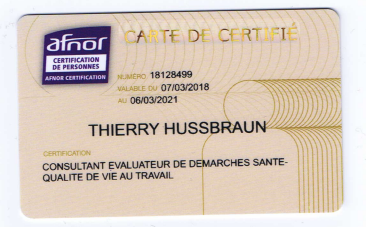 afnor
CERTIFICATION
DE PERSONNES
AFNOR CERTIFICATION
CARTE DE CERTIFIÉ
NUMÉRO 18128499
VALABLE DU 07/03/2018
AU 06/03/2021
THIERRY HUSSBRAUN
CERTIFICATION
CONSULTANT EVALUATEUR DE DEMARCHES SANTE-
QUALITE DE VIE AU TRAVAIL